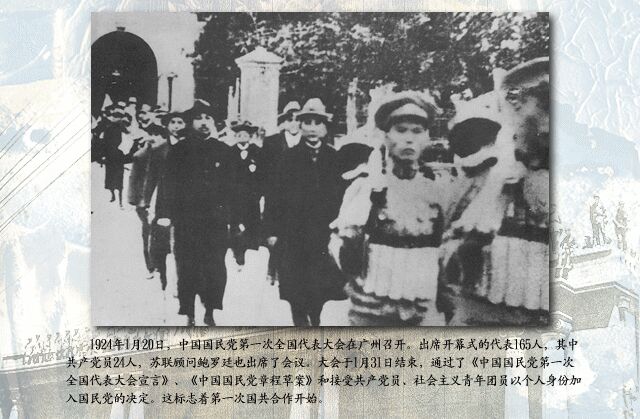 1924年1月20日，中国国民党第一次全国代表大会在广州召开。出席开幕式的代表165人，其中
共产党员24人，苏联顾问鲍罗廷也出席了会议。大会于1月31日结束，通过了《中国国民党第一次
全国代表大会宣言》、《中国国民党章程草案》和接受共产党员、社会主义青年团员以个人身份加
入国民党的决定。这标志着第一次国共合作开始。